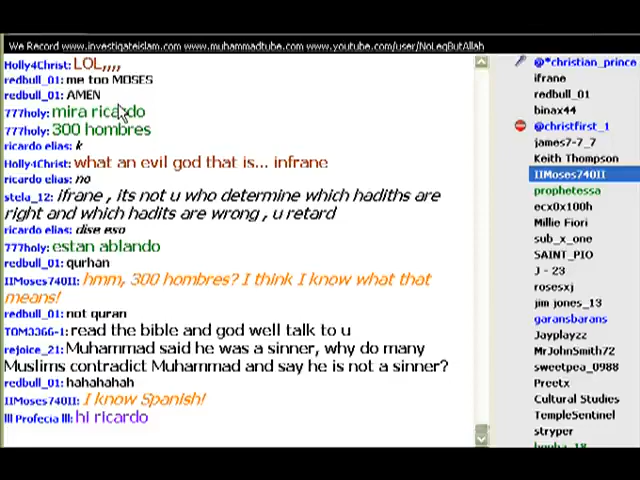 We Record www.investigateislam.com www.muhammadtube.com www.youtube.com/user/NoLegButAllah
Holly4Christ: LOL,,,,
redbull_01: me too MOSES
redbull_01: AMEN
777holy: mira ricardo
777holy: 300 hombres
ricardo elias: k
Holly4Christ: what an evil god that is... infrane
ricardo elias: no
stela_12: ifrane , its not u who determine which hadiths are
right and which hadits are wrong , u retard
ricardo elias: dise eso
777holy: estan ablando
redbull_01: qurhan
IIMoses740II: hmm, 300 hombres? I think I know what that
means!
redbull_01: not quran
TOM3366-1: read the bible and god well talk to u
rejoice_21: Muhammad said he was a sinner, why do many
Muslims contradict Muhammad and say he is not a sinner?
redbull_01: hahahahah
IIMoses740II: I know Spanish!
III Profecia III: hi ricardo
@*christian_prince
ifrane
redbull_01
binax44
@christfirst_1
james7-7_7
Keith Thompson
IIMoses740II
prophetessa
ecx0x100h
Millie Fiori
sub_x_one
SAINT_PIO
J - 23
rosesxj
jim jones_13
garansbarans
Jayplayzz
MrJohnSmith72
sweetpea_0988
Preetx
Cultural Studies
TempleSentinel
stryper